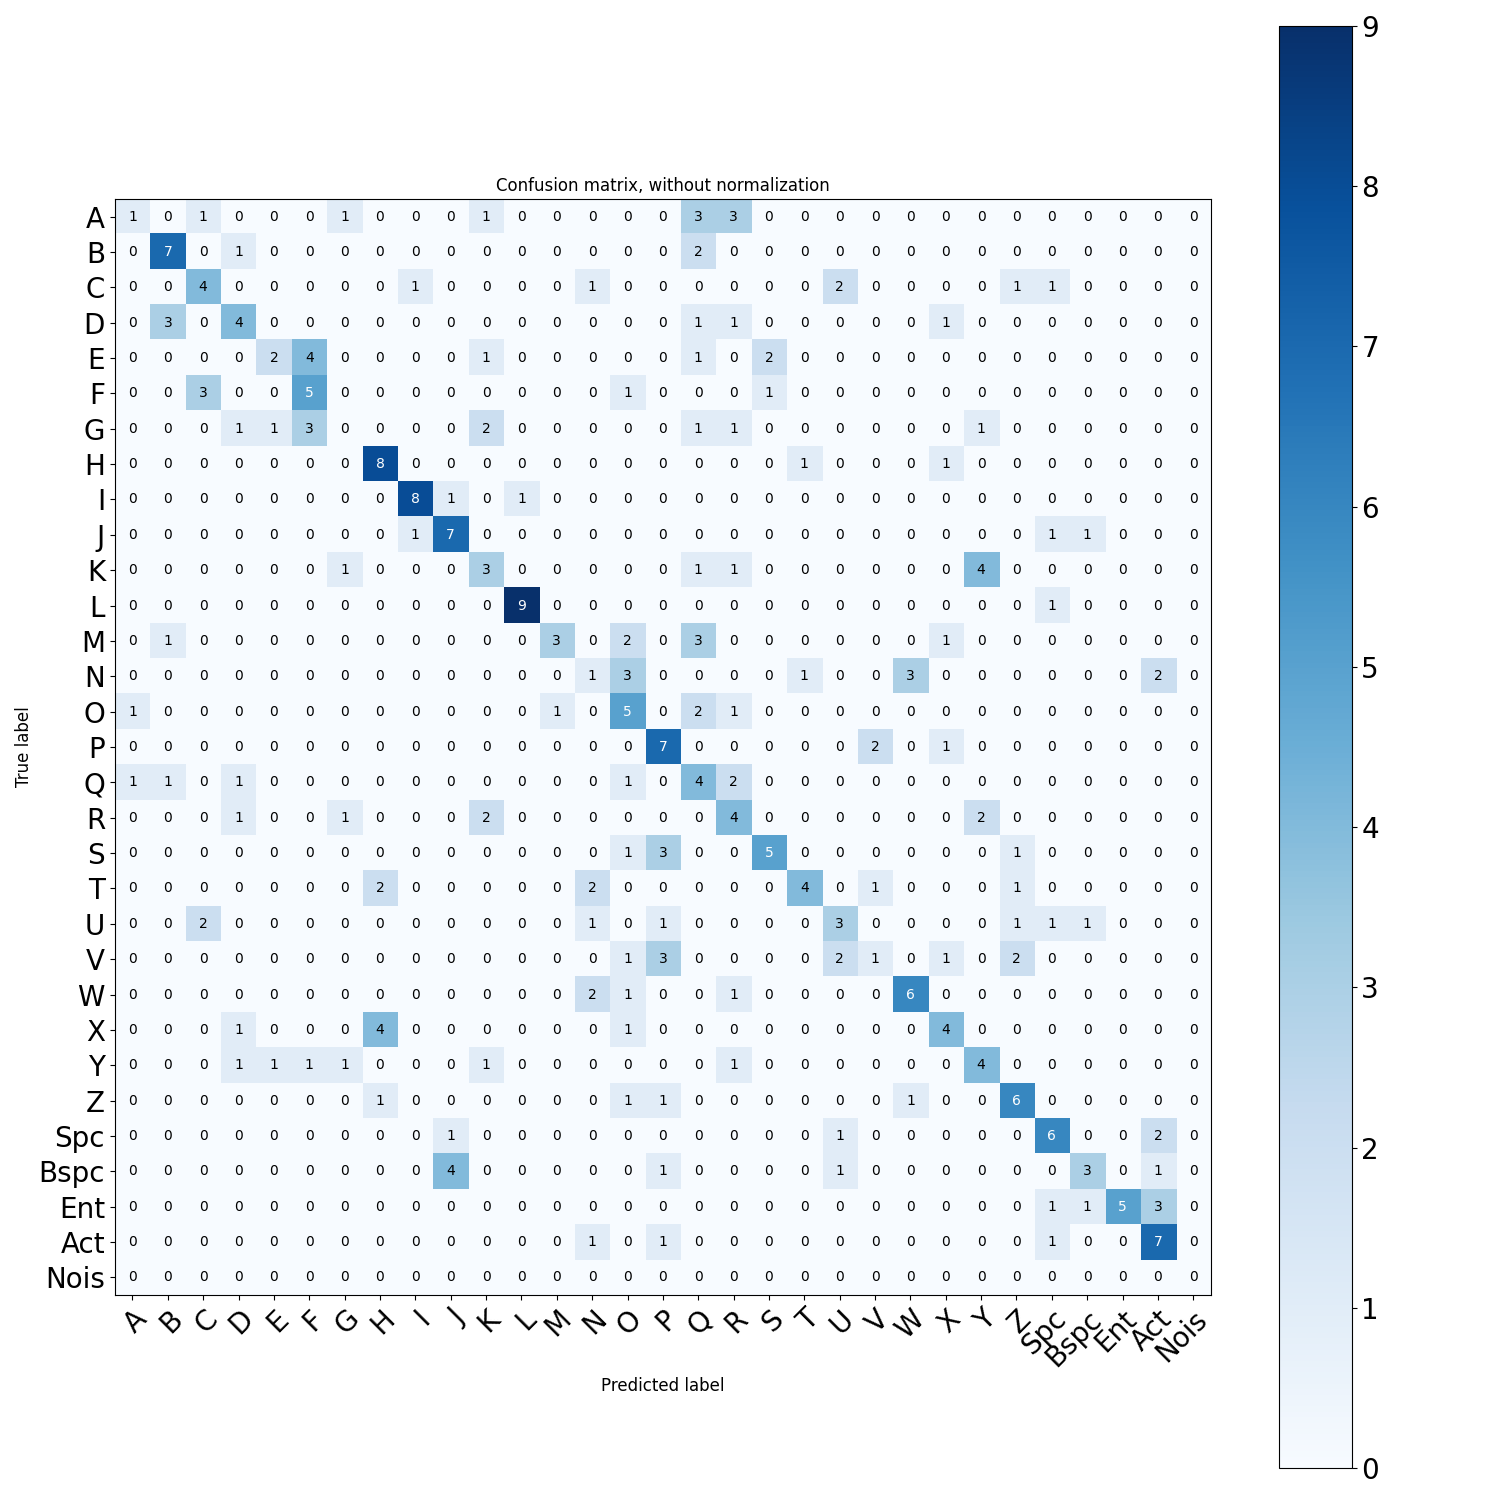 Confusion matrix, without normalization
A 1 0 1 0 0 0 1 0 0 0 1 0 0 0 0 0 3 3 0 0 0 0 0 0 0 0 0 0 0 0 0
B 0 7 0 1 0 0 0 0 0 0 0 0 0 0 0 0 2 0 0 0 0 0 0 0 0 0 0 0 0 0 0
C 0 0 4 0 0 0 0 0 1 0 0 0 0 1 0 0 0 0 0 0 2 0 0 0 0 1 1 0 0 0 0
D 0 3 0 4 0 0 0 0 0 0 0 0 0 0 0 0 1 1 0 0 0 0 0 1 0 0 0 0 0 0 0
E 0 0 0 0 2 4 0 0 0 0 1 0 0 0 0 0 1 0 2 0 0 0 0 0 0 0 0 0 0 0 0
F 0 0 3 0 0 5 0 0 0 0 0 0 0 0 1 0 0 0 1 0 0 0 0 0 0 0 0 0 0 0 0
G 0 0 0 1 1 3 0 0 0 0 2 0 0 0 0 0 1 1 0 0 0 0 0 0 1 0 0 0 0 0 0
H 0 0 0 0 0 0 0 8 0 0 0 0 0 0 0 0 0 0 0 1 0 0 0 1 0 0 0 0 0 0 0
I 0 0 0 0 0 0 0 0 8 1 0 1 0 0 0 0 0 0 0 0 0 0 0 0 0 0 0 0 0 0 0
J 0 0 0 0 0 0 0 0 1 7 0 0 0 0 0 0 0 0 0 0 0 0 0 0 0 0 1 1 0 0 0
K 0 0 0 0 0 0 1 0 0 0 3 0 0 0 0 0 1 1 0 0 0 0 0 0 4 0 0 0 0 0 0
L 0 0 0 0 0 0 0 0 0 0 0 9 0 0 0 0 0 0 0 0 0 0 0 0 0 0 1 0 0 0 0
M 0 1 0 0 0 0 0 0 0 0 0 0 3 0 2 0 3 0 0 0 0 0 0 1 0 0 0 0 0 0 0
N 0 0 0 0 0 0 0 0 0 0 0 0 0 1 3 0 0 0 0 1 0 0 3 0 0 0 0 0 0 2 0
O 1 0 0 0 0 0 0 0 0 0 0 0 1 0 5 0 2 1 0 0 0 0 0 0 0 0 0 0 0 0 0
P 0 0 0 0 0 0 0 0 0 0 0 0 0 0 0 7 0 0 0 0 0 2 0 1 0 0 0 0 0 0 0
Q 1 1 0 1 0 0 0 0 0 0 0 0 0 0 1 0 4 2 0 0 0 0 0 0 0 0 0 0 0 0 0
R 0 0 0 1 0 0 1 0 0 0 2 0 0 0 0 0 0 4 0 0 0 0 0 0 2 0 0 0 0 0 0
S 0 0 0 0 0 0 0 0 0 0 0 0 0 0 1 3 0 0 5 0 0 0 0 0 0 1 0 0 0 0 0
T 0 0 0 0 0 0 0 2 0 0 0 0 0 2 0 0 0 0 0 4 0 1 0 0 0 1 0 0 0 0 0
U 0 0 2 0 0 0 0 0 0 0 0 0 0 1 0 1 0 0 0 0 3 0 0 0 0 1 1 1 0 0 0
V 0 0 0 0 0 0 0 0 0 0 0 0 0 0 1 3 0 0 0 0 2 1 0 1 0 2 0 0 0 0 0
W 0 0 0 0 0 0 0 0 0 0 0 0 0 2 1 0 0 1 0 0 0 0 6 0 0 0 0 0 0 0 0
X 0 0 0 1 0 0 0 4 0 0 0 0 0 0 1 0 0 0 0 0 0 0 0 4 0 0 0 0 0 0 0
Y 0 0 0 1 1 1 1 0 0 0 1 0 0 0 0 0 0 1 0 0 0 0 0 0 4 0 0 0 0 0 0
Z 0 0 0 0 0 0 0 1 0 0 0 0 0 0 1 1 0 0 0 0 0 0 1 0 0 6 0 0 0 0 0
Spc 0 0 0 0 0 0 0 0 0 1 0 0 0 0 0 0 0 0 0 0 1 0 0 0 0 0 6 0 0 2 0
Bspc 0 0 0 0 0 0 0 0 0 4 0 0 0 0 0 1 0 0 0 0 1 0 0 0 0 0 0 3 0 1 0
Ent 0 0 0 0 0 0 0 0 0 0 0 0 0 0 0 0 0 0 0 0 0 0 0 0 0 0 1 1 5 3 0
Act 0 0 0 0 0 0 0 0 0 0 0 0 0 1 0 1 0 0 0 0 0 0 0 0 0 0 1 0 0 7 0
Nois 0 0 0 0 0 0 0 0 0 0 0 0 0 0 0 0 0 0 0 0 0 0 0 0 0 0 0 0 0 0 0
A B C D E F G H I J K L M N O P Q R S T U V W X Y Z Spc Bspc Ent Act Nois
Predicted label
True label
9
8
7
6
5
4
3
2
1
0